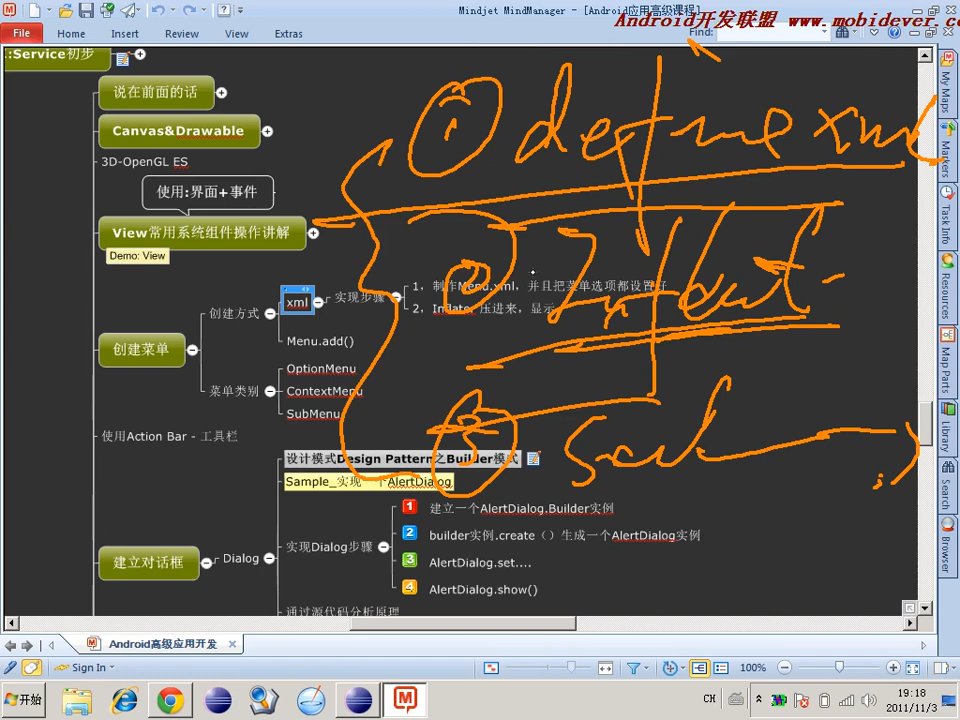 Mindjet MindManager - [Android应用高级课程]
Android开发联盟 www.mobidever.co
File Home Insert Review View Extras Find:
::Service初步
说在前面的话
Canvas&Drawable
3D-OpenGL ES
使用:界面+事件
View常用系统组件操作讲解
Demo: View
① define xml
② Inflat
③
创建菜单
创建方式
xml
实现步骤
1，制作Menu.xml，并且把菜单选项都设置好
2，Inflate 压进来，显示
Menu.add()
菜单类别
OptionMenu
ContextMenu
SubMenu
使用Action Bar - 工具栏
建立对话框
Dialog
设计模式Design Pattern之Builder模式
Sample_实现一个AlertDialog
实现Dialog步骤
1 建立一个AlertDialog.Builder实例
2 builder实例.create（）生成一个AlertDialog实例
3 AlertDialog.set....
4 AlertDialog.show()
通过源代码分析原理
My Maps
Markers
Task Info
Resources
Map Parts
Library
Search
Browser
Android高级应用开发
Sign In
100%
开始
CH
19:18
2011/11/3